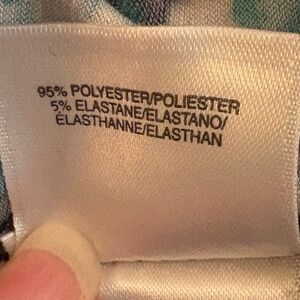 95% POLYESTER/POLIESTER
5% ELASTANE/ELASTANO/
ÉLASTHANNE/ELASTHAN